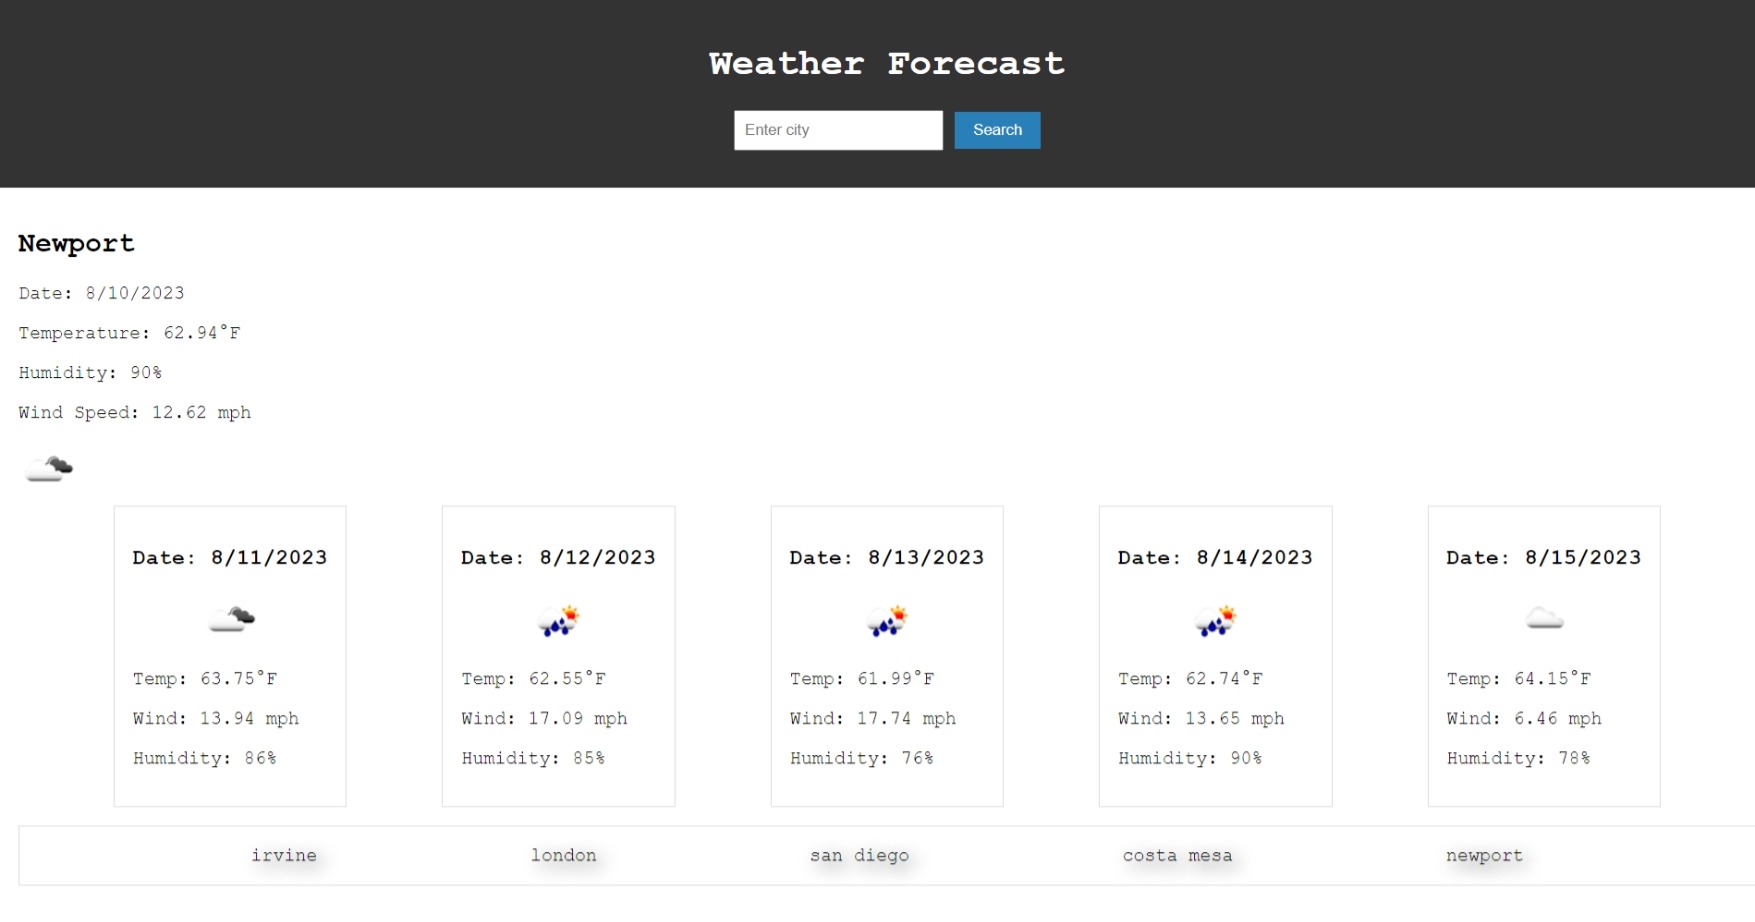 Weather Forecast
Enter city Search
Newport
Date: 8/10/2023
Temperature: 62.94°F
Humidity: 90%
Wind Speed: 12.62 mph
Date: 8/11/2023
Temp: 63.75°F
Wind: 13.94 mph
Humidity: 86%
Date: 8/12/2023
Temp: 62.55°F
Wind: 17.09 mph
Humidity: 85%
Date: 8/13/2023
Temp: 61.99°F
Wind: 17.74 mph
Humidity: 76%
Date: 8/14/2023
Temp: 62.74°F
Wind: 13.65 mph
Humidity: 90%
Date: 8/15/2023
Temp: 64.15°F
Wind: 6.46 mph
Humidity: 78%
irvine london san diego costa mesa newport